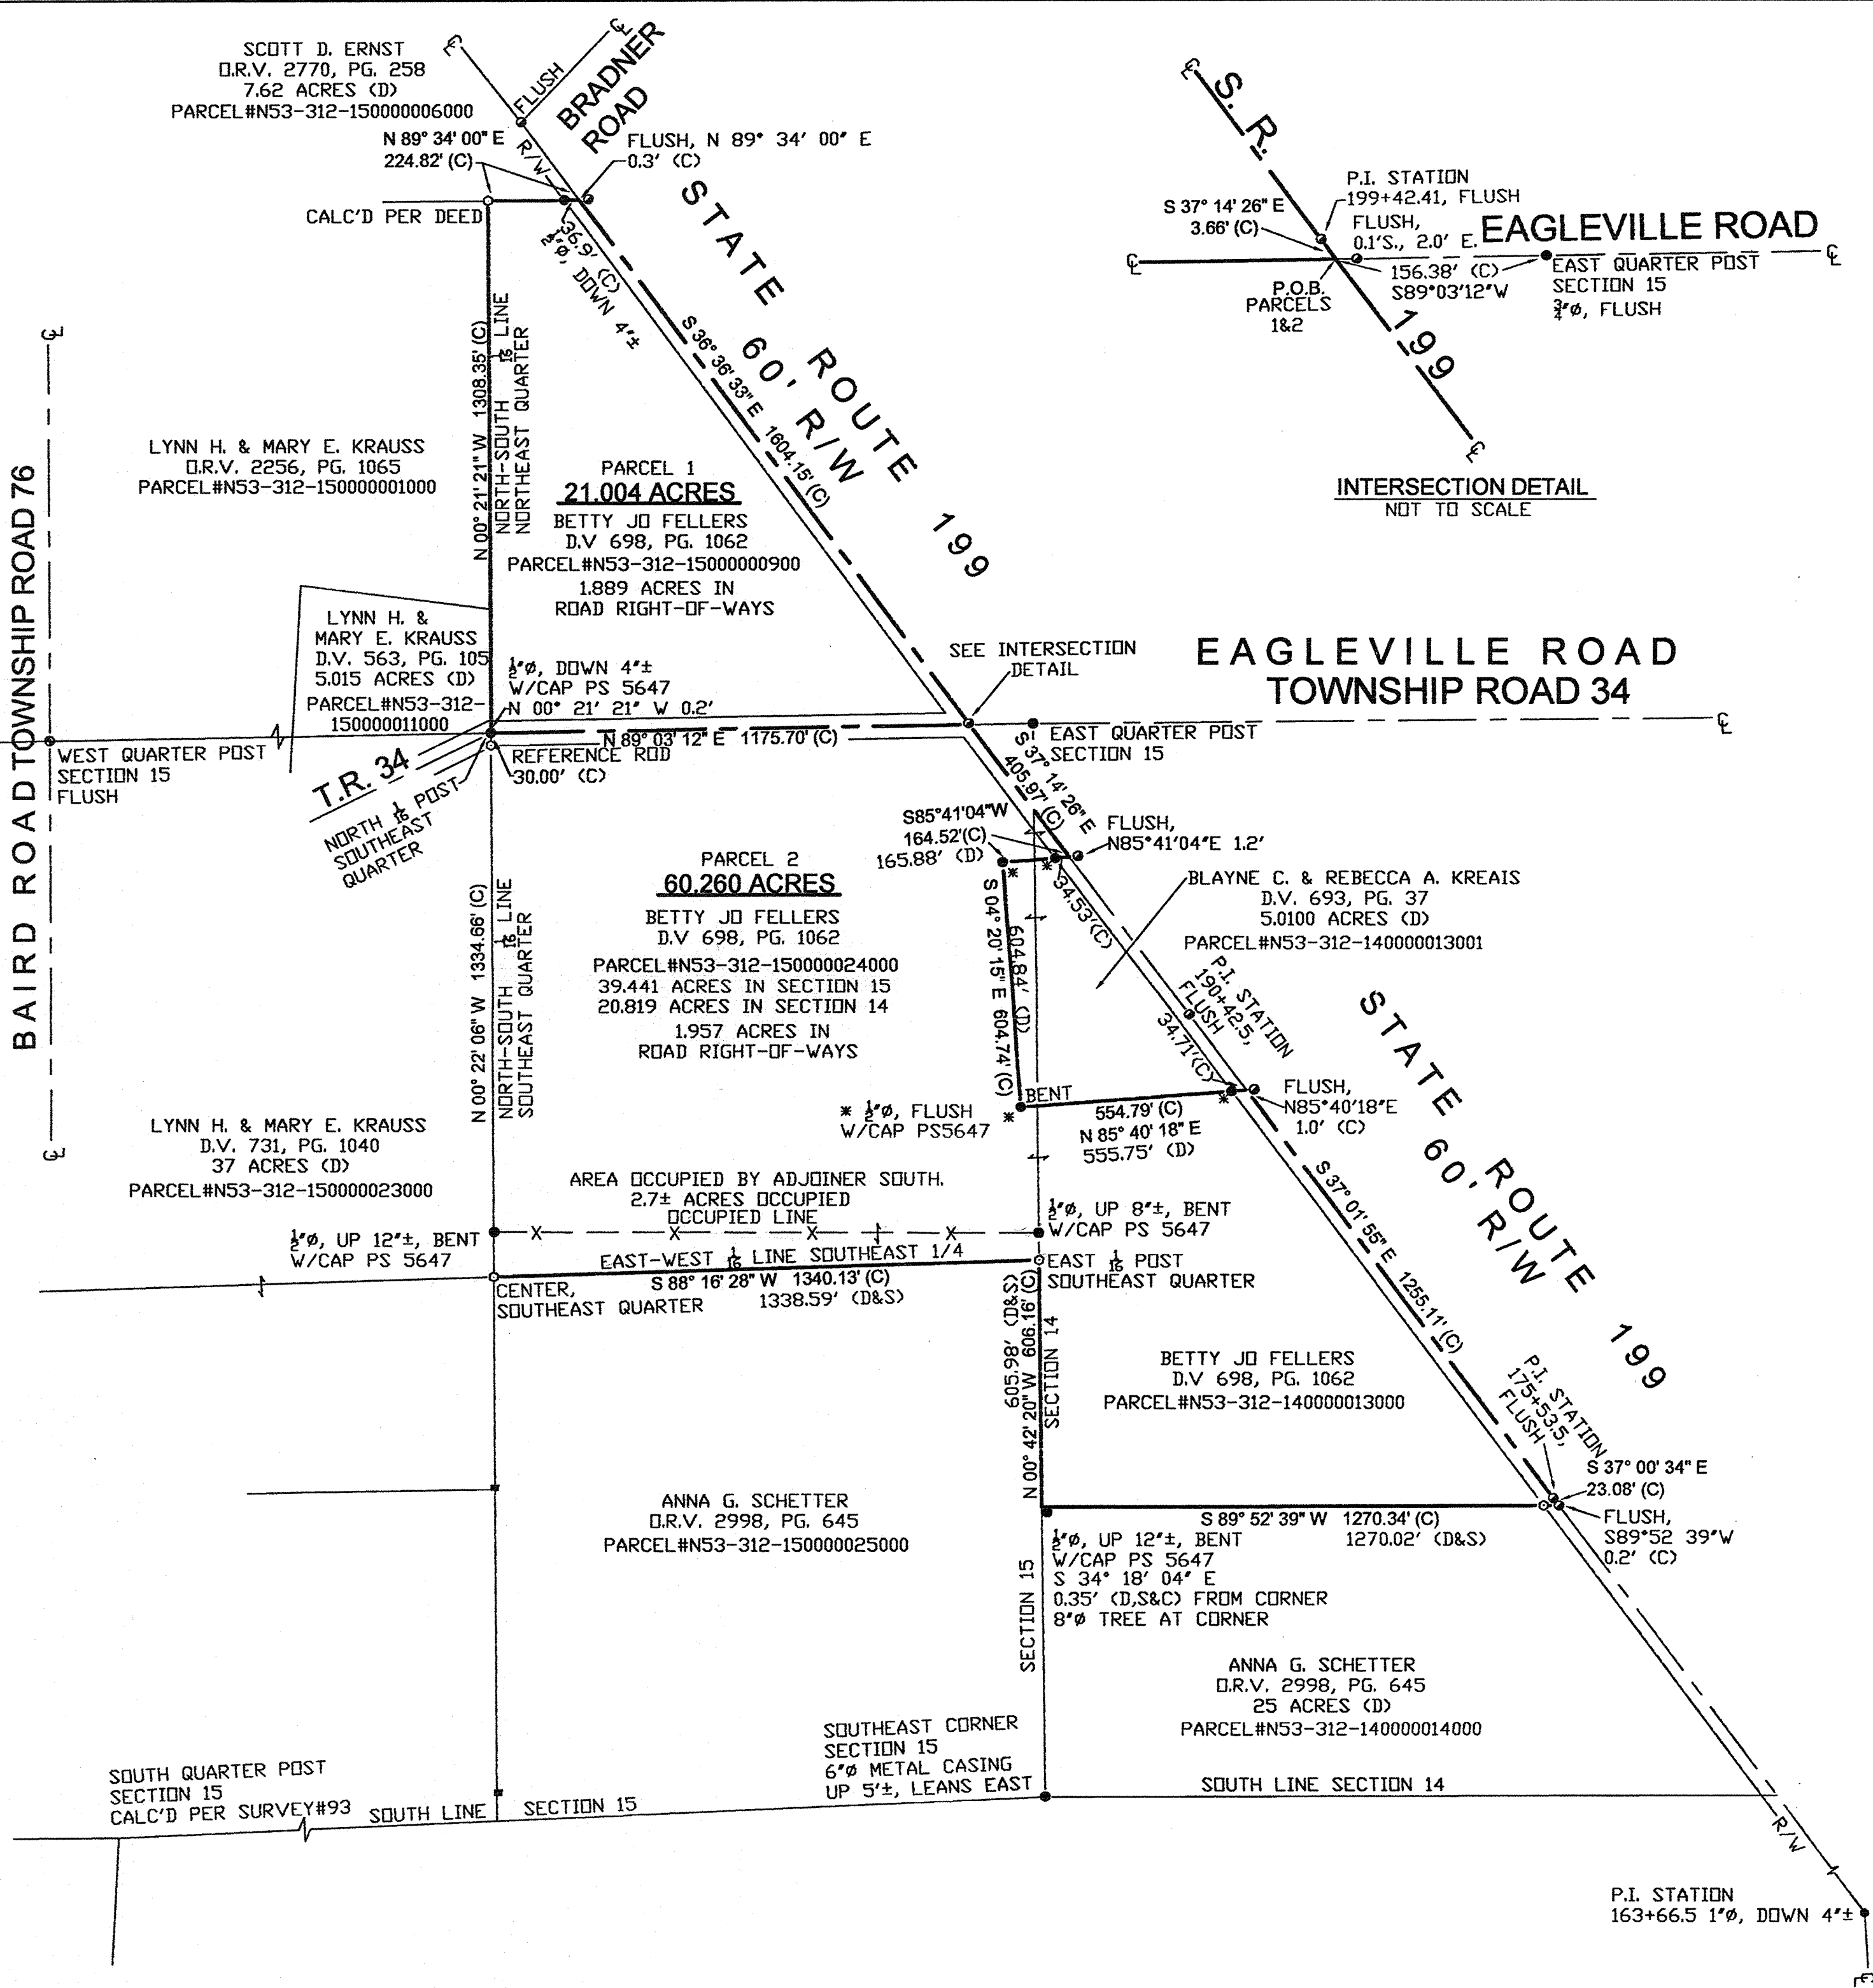 SCOTT D. ERNST
O.R.V. 2770, PG. 258
7.62 ACRES (D)
PARCEL#N53-312-150000006000
N 89° 34' 00" E
224.82' (C)
FLUSH
BRADNER
ROAD
R/W
FLUSH, N 89° 34' 00" E
0.3' (C)
CALC'D PER DEED
36.9' (C)
½"Ø, DOWN 4"±
STATE ROUTE 199
60' R/W
S 36° 36' 33" E 1604.15' (C)
S. R. 199
P.I. STATION
199+42.41, FLUSH
S 37° 14' 26" E
3.66' (C)
FLUSH,
0.1'S., 2.0' E.
EAGLEVILLE ROAD
156.38' (C)
S89°03'12"W
EAST QUARTER POST
SECTION 15
¾"Ø, FLUSH
P.O.B.
PARCELS
1&2
INTERSECTION DETAIL
NOT TO SCALE
BAIRD ROAD TOWNSHIP ROAD 76
LYNN H. & MARY E. KRAUSS
O.R.V. 2256, PG. 1065
PARCEL#N53-312-150000001000
N 00° 21' 21" W 1308.35' (C)
NORTH-SOUTH 1/16 LINE
NORTHEAST QUARTER
PARCEL 1
21.004 ACRES
BETTY JO FELLERS
D.V 698, PG. 1062
PARCEL#N53-312-15000000900
1.889 ACRES IN
ROAD RIGHT-OF-WAYS
LYNN H. &
MARY E. KRAUSS
D.V. 563, PG. 105
5.015 ACRES (D)
PARCEL#N53-312-
150000011000
½"Ø, DOWN 4"±
W/CAP PS 5647
N 00° 21' 21" W 0.2'
SEE INTERSECTION
DETAIL
EAGLEVILLE ROAD
TOWNSHIP ROAD 34
N 89° 03' 12" E 1175.70' (C)
REFERENCE ROD
30.00' (C)
EAST QUARTER POST
SECTION 15
WEST QUARTER POST
SECTION 15
FLUSH
T.R. 34
NORTH 1/16 POST
SOUTHEAST
QUARTER
S 37° 14' 26" E
405.97' (C)
S85°41'04"W
164.52'(C)
165.88' (D)
FLUSH,
N85°41'04"E 1.2'
* *
34.53'(C)
BLAYNE C. & REBECCA A. KREAIS
D.V. 693, PG. 37
5.0100 ACRES (D)
PARCEL#N53-312-140000013001
PARCEL 2
60.260 ACRES
BETTY JO FELLERS
D.V 698, PG. 1062
PARCEL#N53-312-150000024000
39.441 ACRES IN SECTION 15
20.819 ACRES IN SECTION 14
1.957 ACRES IN
ROAD RIGHT-OF-WAYS
N 00° 22' 06" W 1334.66' (C)
NORTH-SOUTH 1/16 LINE
SOUTHEAST QUARTER
S 04° 20' 15" E 604.74' (C)
604.84' (D)
P.I. STATION
190+42.5,
FLUSH
34.71'(C)
BENT
* ½"Ø, FLUSH
W/CAP PS5647
*
*
554.79' (C)
N 85° 40' 18" E
555.75' (D)
FLUSH,
N85°40'18"E
1.0' (C)
STATE ROUTE 199
60' R/W
S 37° 01' 55" E 1255.11' (C)
LYNN H. & MARY E. KRAUSS
D.V. 731, PG. 1040
37 ACRES (D)
PARCEL#N53-312-150000023000
AREA OCCUPIED BY ADJOINER SOUTH.
2.7± ACRES OCCUPIED
OCCUPIED LINE
X X X X
½"Ø, UP 12"±, BENT
W/CAP PS 5647
½"Ø, UP 8"±, BENT
W/CAP PS 5647
EAST-WEST 1/16 LINE SOUTHEAST 1/4
S 88° 16' 28" W 1340.13' (C)
1338.59' (D&S)
CENTER,
SOUTHEAST QUARTER
EAST 1/16 POST
SOUTHEAST QUARTER
605.98' (D&S)
N 00° 42' 20" W 606.16' (C)
SECTION 14
BETTY JO FELLERS
D.V 698, PG. 1062
PARCEL#N53-312-140000013000
P.I. STATION
175+53.5,
FLUSH
S 37° 00' 34" E
23.08' (C)
FLUSH,
S89°52 39"W
0.2' (C)
S 89° 52' 39" W 1270.34' (C)
1270.02' (D&S)
ANNA G. SCHETTER
O.R.V. 2998, PG. 645
PARCEL#N53-312-150000025000
½"Ø, UP 12"±, BENT
W/CAP PS 5647
S 34° 18' 04" E
0.35' (D,S&C) FROM CORNER
8"Ø TREE AT CORNER
SECTION 15
ANNA G. SCHETTER
O.R.V. 2998, PG. 645
25 ACRES (D)
PARCEL#N53-312-140000014000
SOUTHEAST CORNER
SECTION 15
6"Ø METAL CASING
UP 5'±, LEANS EAST
SOUTH LINE SECTION 14
SOUTH QUARTER POST
SECTION 15
CALC'D PER SURVEY#93
SOUTH LINE
SECTION 15
R/W
P.I. STATION
163+66.5 1"Ø, DOWN 4"±